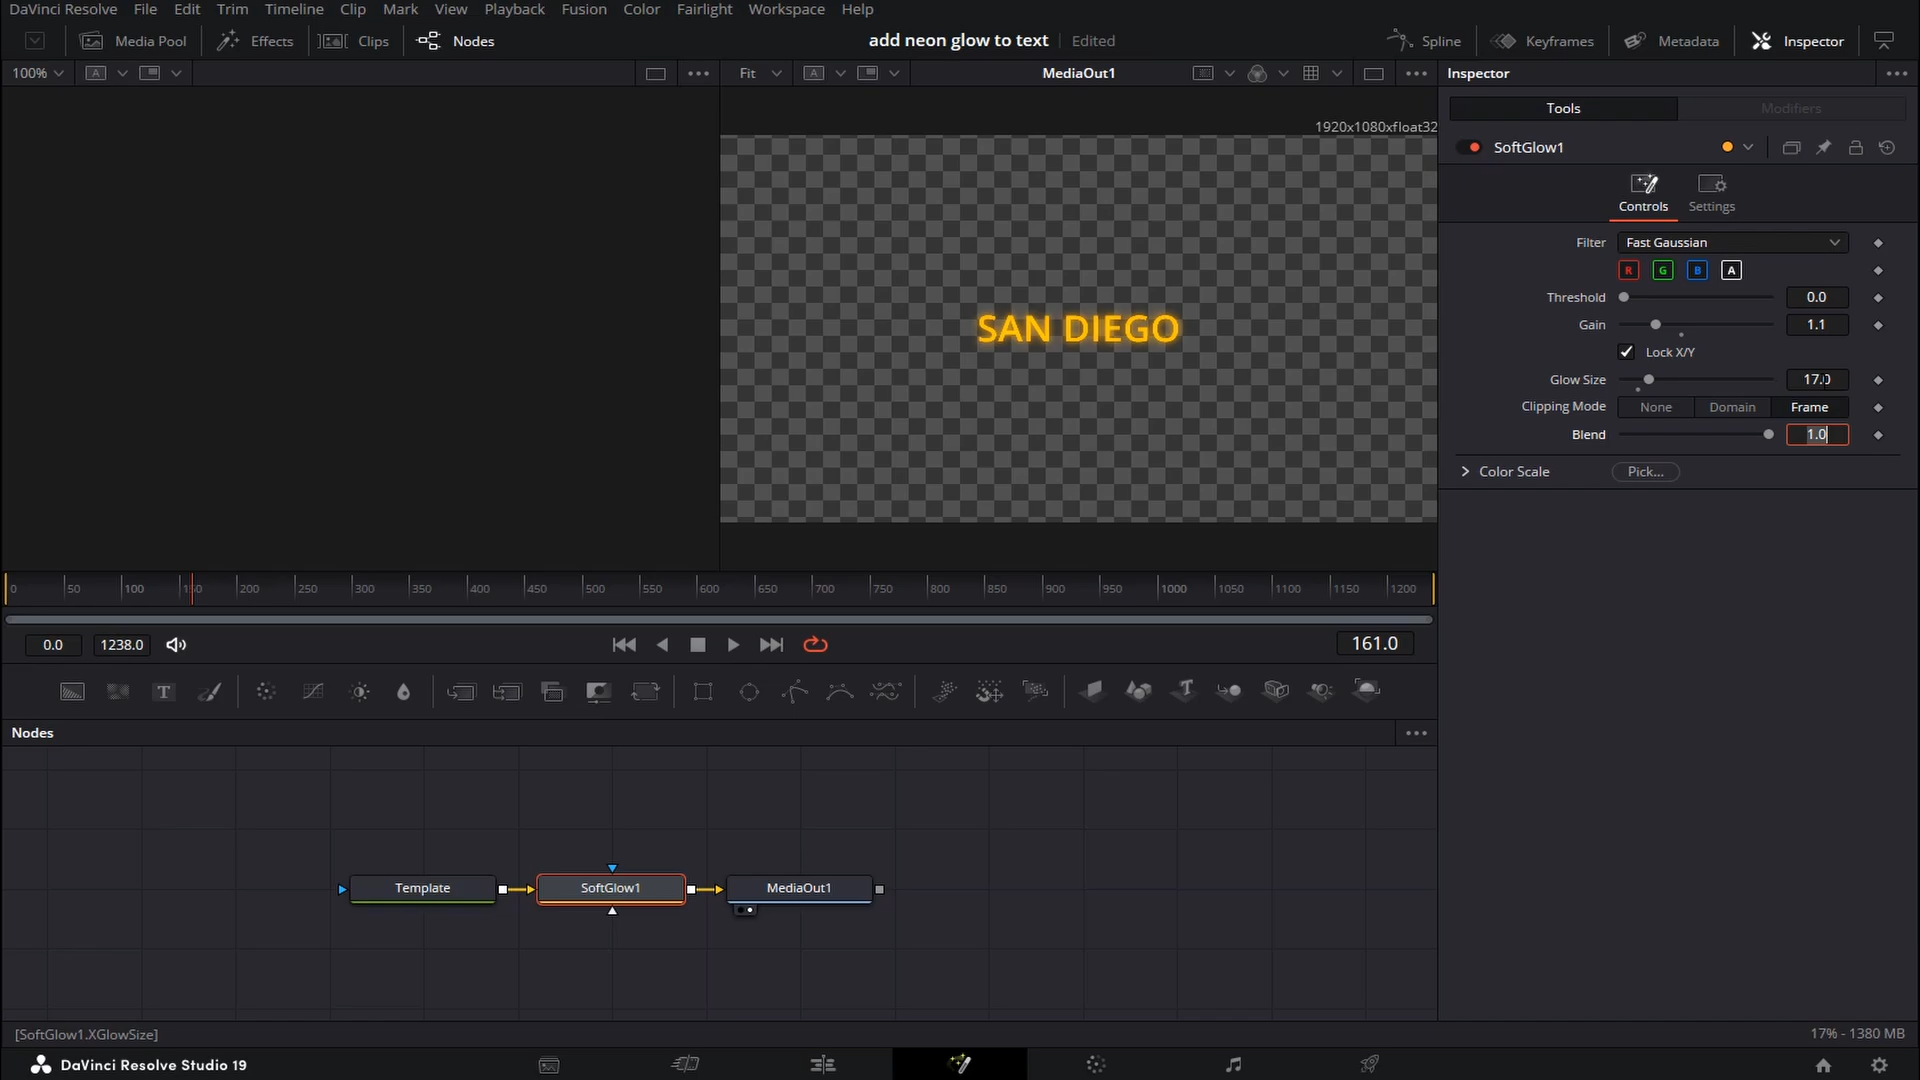 DaVinci Resolve File Edit Trim Timeline Clip Mark View Playback Fusion Color Fairlight Workspace Help
Media Pool Effects Clips Nodes add neon glow to text Edited Spline Keyframes Metadata Inspector
100% A Fit A MediaOut1 Inspector
Tools Modifiers
1920x1080xfloat32
SoftGlow1
Controls Settings
Filter Fast Gaussian
R G B A
Threshold 0.0
Gain 1.1
SAN DIEGO
Lock X/Y
Glow Size 17.0
Clipping Mode None Domain Frame
Blend 1.0
Color Scale Pick...
0 50 100 150 200 250 300 350 400 450 500 550 600 650 700 750 800 850 900 950 1000 1050 1100 1150 1200
0.0 1238.0 161.0
T T
Nodes
Template SoftGlow1 MediaOut1
[SoftGlow1.XGlowSize] 17% - 1380 MB
DaVinci Resolve Studio 19